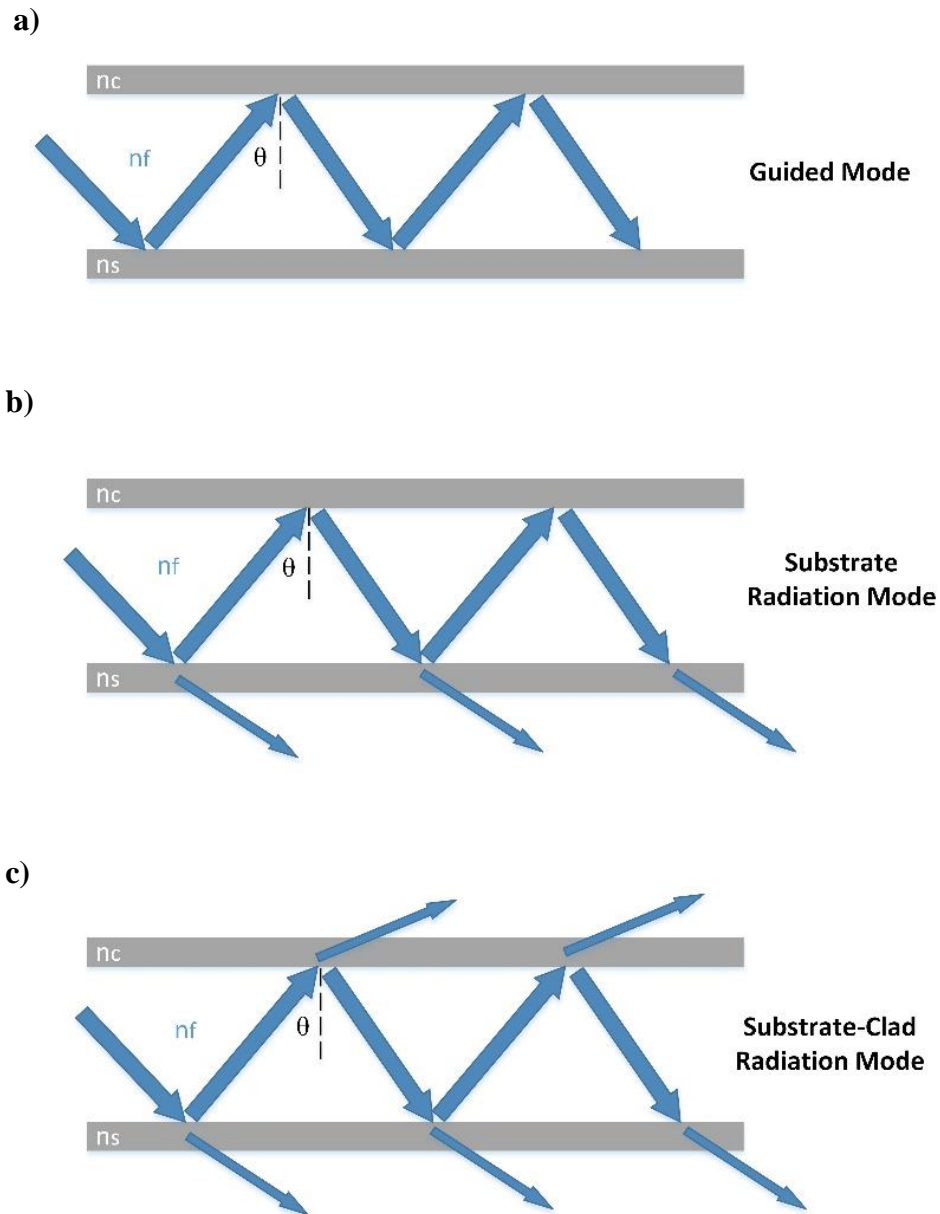 a)
nc
nf
θ
Guided Mode
ns
b)
nc
nf
θ
Substrate
Radiation Mode
ns
c)
nc
nf
θ
Substrate-Clad
Radiation Mode
ns